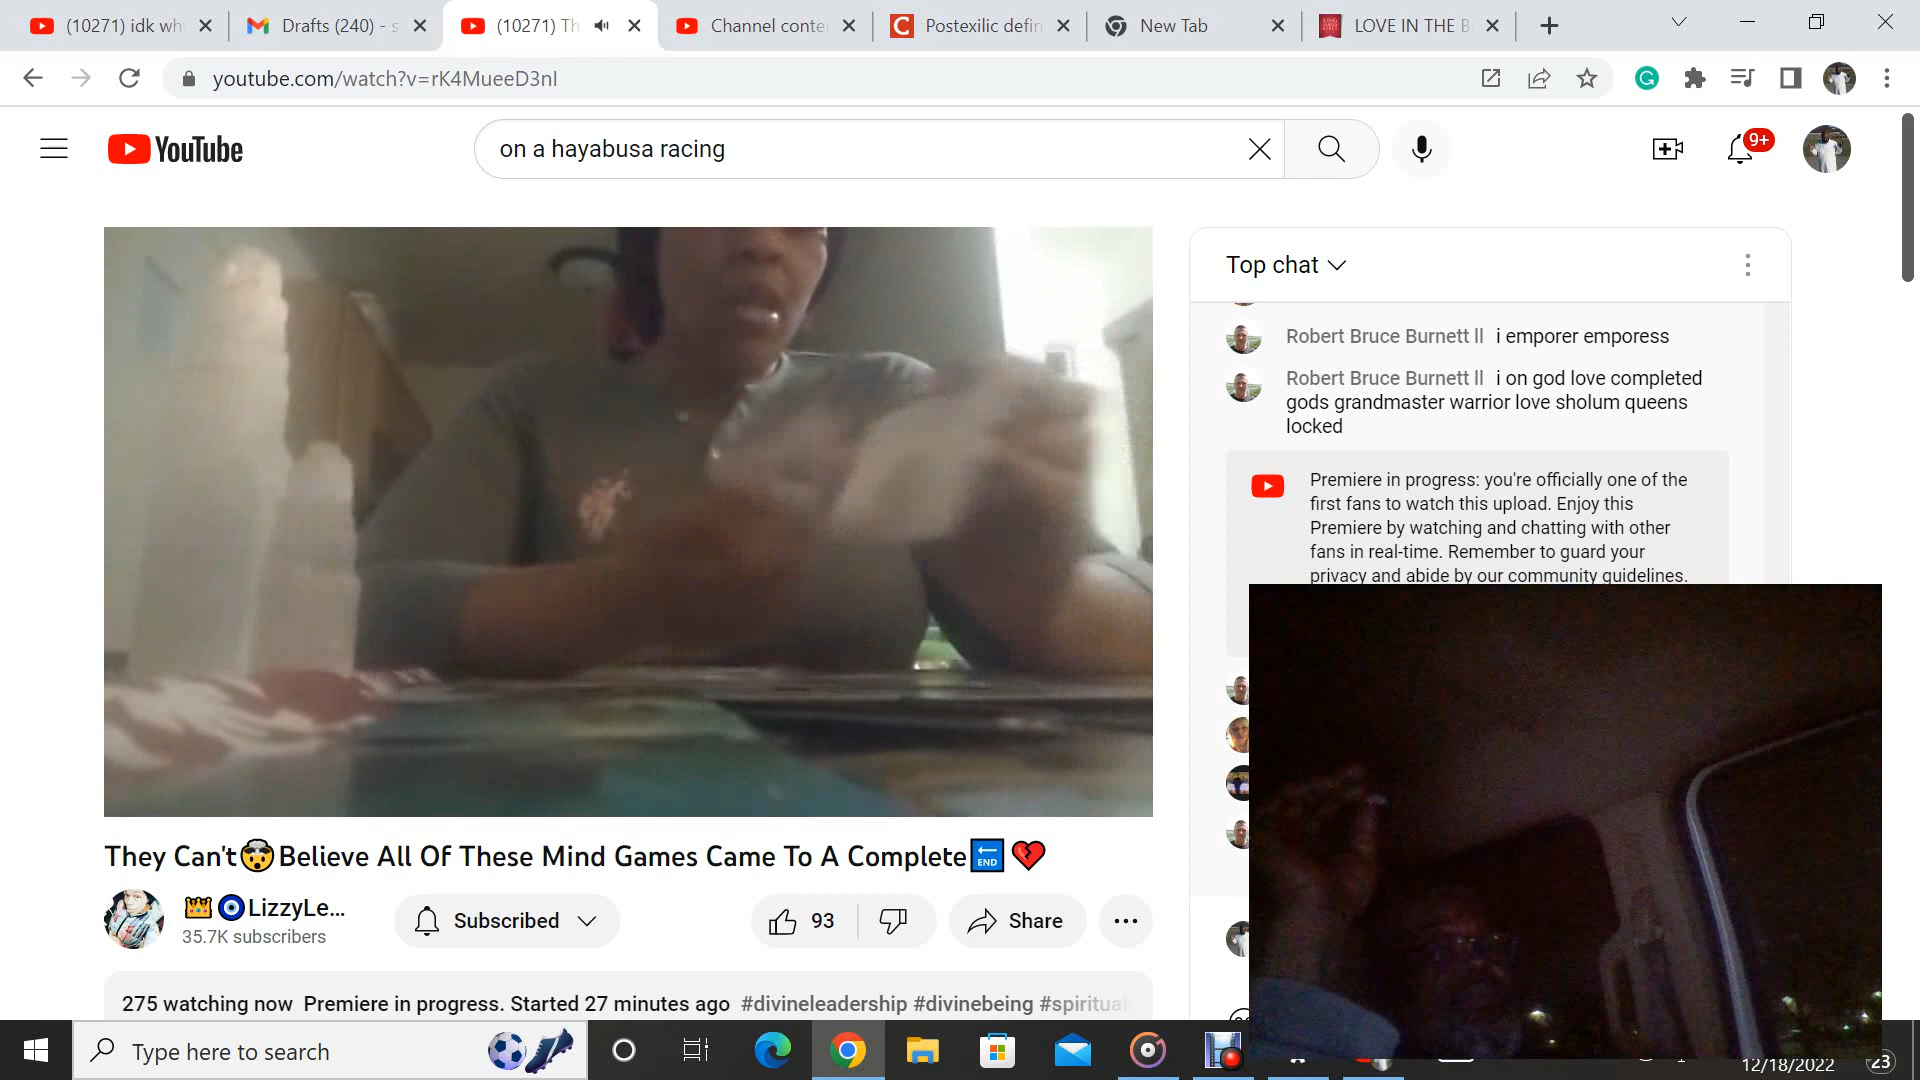 (10271) idk wh
Drafts (240) - s
(10271) Th
Channel conte
Postexilic defin
New Tab
LOVE IN THE B
youtube.com/watch?v=rK4MueeD3nI
YouTube
on a hayabusa racing
9+
Top chat
Robert Bruce Burnett II i emporer emporess
Robert Bruce Burnett II i on god love completed
gods grandmaster warrior love sholum queens
locked
Premiere in progress: you're officially one of the
first fans to watch this upload. Enjoy this
Premiere by watching and chatting with other
fans in real-time. Remember to guard your
privacy and abide by our community guidelines.
They Can't🤯Believe All Of These Mind Games Came To A Complete🔚💔
👑🧿LizzyLe...
35.7K subscribers
Subscribed
93
Share
275 watching now Premiere in progress. Started 27 minutes ago #divineleadership #divinebeing #spiritual
Type here to search
12/18/2022
23